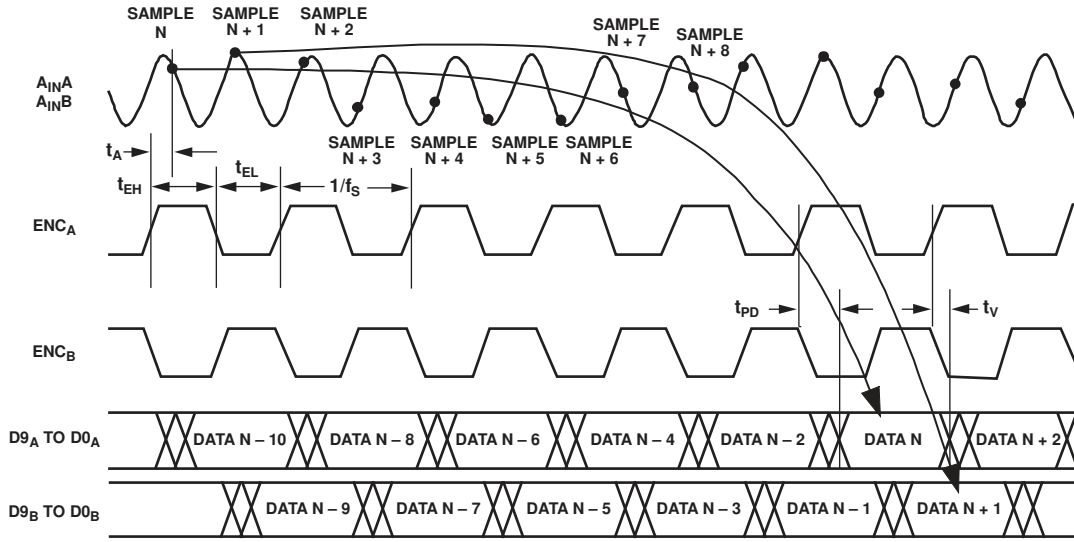 SAMPLE
N
SAMPLE
N + 1
SAMPLE
N + 2
SAMPLE
N + 7
SAMPLE
N + 8
AINA
AINB
SAMPLE
N + 3
SAMPLE
N + 4
SAMPLE
N + 5
SAMPLE
N + 6
tA
tEH
tEL
1/fS
ENCA
tPD
tV
ENCB
D9A TO D0A
DATA N – 10
DATA N – 8
DATA N – 6
DATA N – 4
DATA N – 2
DATA N
DATA N + 2
D9B TO D0B
DATA N – 9
DATA N – 7
DATA N – 5
DATA N – 3
DATA N – 1
DATA N + 1